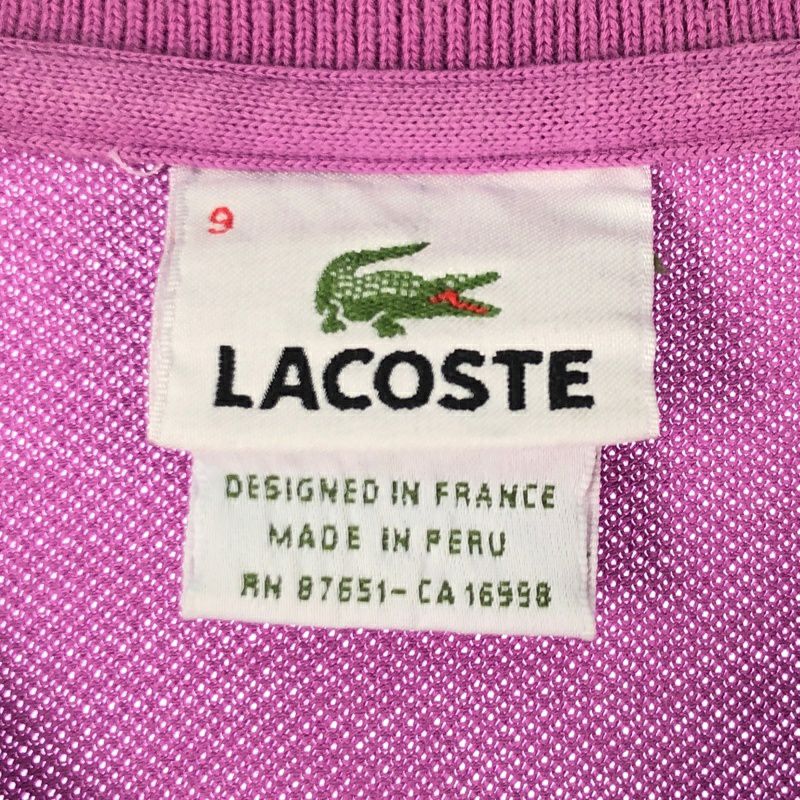 9
LACOSTE
DESIGNED IN FRANCE
MADE IN PERU
RN 87651-CA 16998